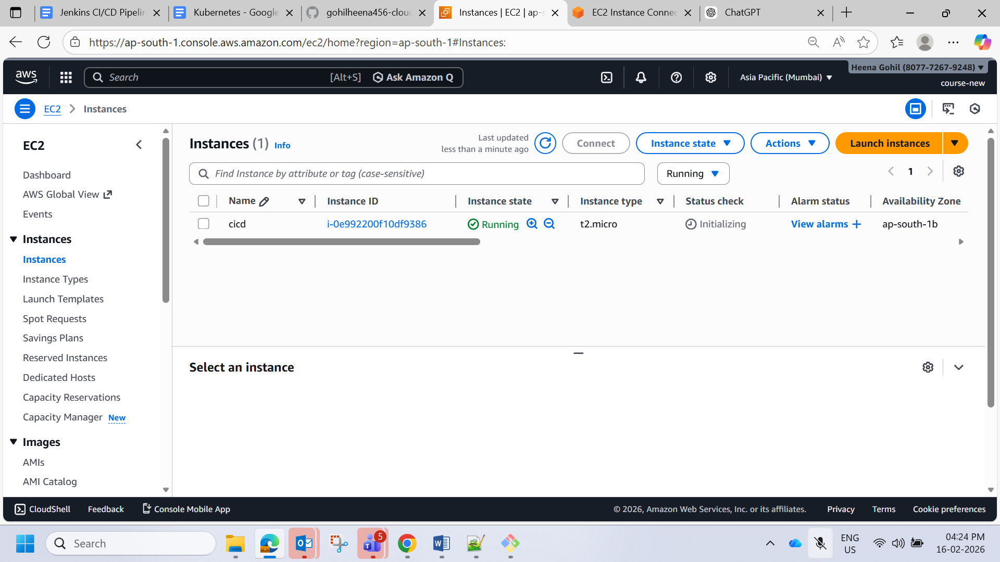 Jenkins CI/CD Pipelin
Kubernetes - Google
gohilheena456-clou
Instances | EC2 | ap-s
EC2 Instance Connec
ChatGPT
https://ap-south-1.console.aws.amazon.com/ec2/home?region=ap-south-1#Instances:
aws
Search
[Alt+S]
Ask Amazon Q
Asia Pacific (Mumbai)
Heena Gohil (8077-7267-9248)
course-new
EC2
Instances
EC2
Dashboard
AWS Global View
Events
Instances
Instances
Instance Types
Launch Templates
Spot Requests
Savings Plans
Reserved Instances
Dedicated Hosts
Capacity Reservations
Capacity Manager New
Images
AMIs
AMI Catalog
Instances (1) Info
Last updated
less than a minute ago
Connect
Instance state
Actions
Launch instances
Find Instance by attribute or tag (case-sensitive)
Running
1
Name
Instance ID
Instance state
Instance type
Status check
Alarm status
Availability Zone
cicd
i-0e992200f10df9386
Running
t2.micro
Initializing
View alarms +
ap-south-1b
Select an instance
CloudShell
Feedback
Console Mobile App
© 2026, Amazon Web Services, Inc. or its affiliates.
Privacy
Terms
Cookie preferences
Search
5
ENG
US
04:24 PM
16-02-2026